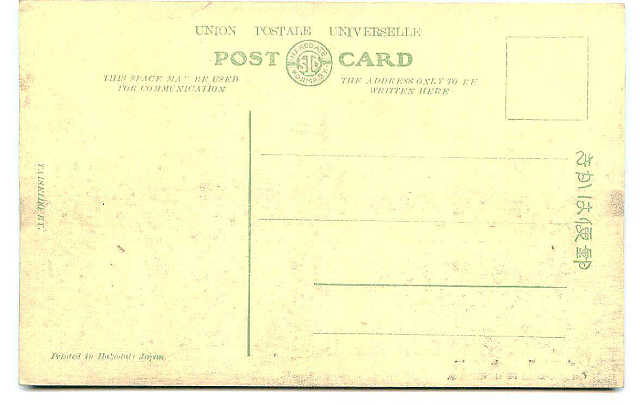 UNION POSTALE UNIVERSELLE
POST CARD
THIS SPACE MAY BE USED
FOR COMMUNICATION
THE ADDRESS ONLY TO BE
WRITTEN HERE
きかは便郵
Printed in Hakodate Japan.